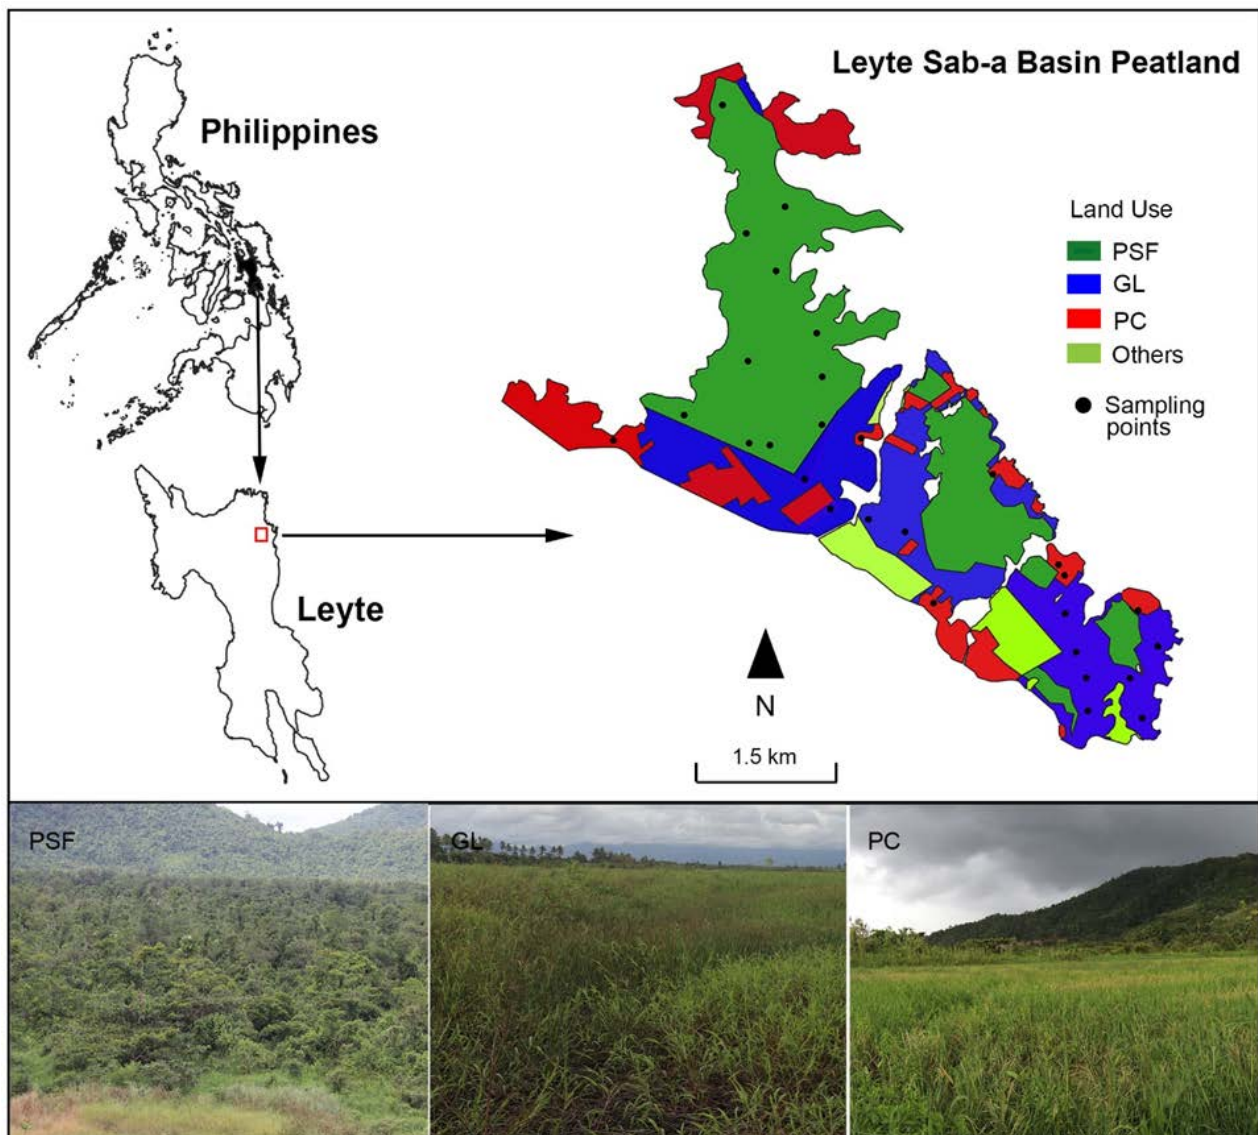 Leyte Sab-a Basin Peatland
Philippines
Land Use
PSF
GL
PC
Others
Sampling
points
Leyte
N
1.5 km
PSF
GL
PC